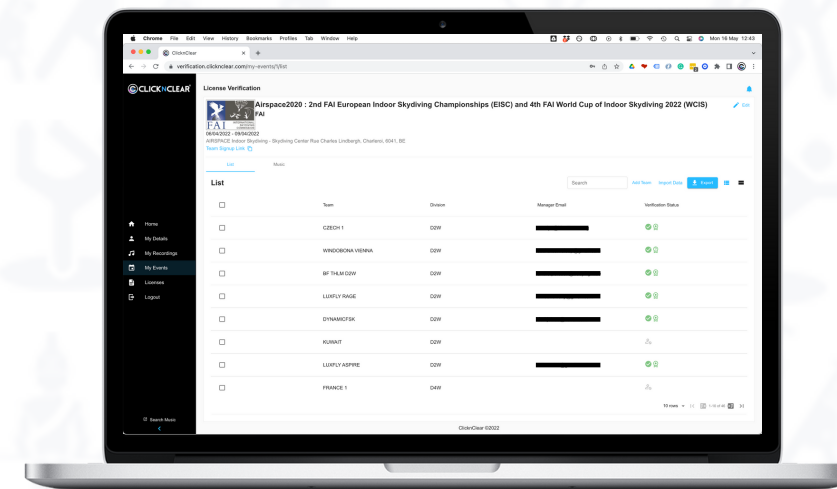 Chrome File Edit View History Bookmarks Profiles Tab Window Help
Mon 16 May 12:43
ClicknClear
verification.clicknclear.com/my-events/1/list
CLICKNCLEAR
License Verification
Airspace2020 : 2nd FAI European Indoor Skydiving Championships (EISC) and 4th FAI World Cup of Indoor Skydiving 2022 (WCIS)
Edit
FAI
FAI
06/04/2022 - 09/04/2022
AIRSPACE Indoor Skydiving - Skydiving Center Rue Charles Lindbergh, Charleroi, 6041, BE
Team Signup Link
List Music
List
Search
Add Team
Import Data
Export
Team Division Manager Email Verification Status
CZECH 1 D2W
WINDOBONA VIENNA D2W
BF THLM D2W D2W
LUXFLY RAGE D2W
DYNAMICFSK D2W
KUWAIT D2W
LUXFLY ASPIRE D2W
FRANCE 1 D4W
10 rows
Home
My Details
My Recordings
My Events
Licenses
Logout
Search Music
ClicknClear ©2022